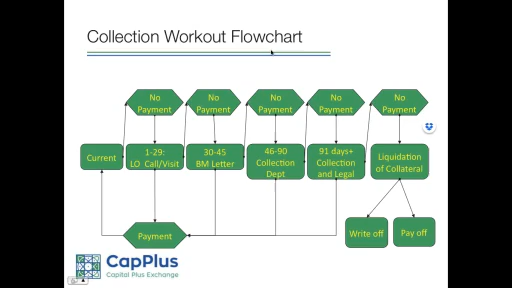 Collection Workout Flowchart
No
Payment
No
Payment
No
Payment
No
Payment
No
Payment
Current
1-29:
LO Call/Visit
30-45
BM Letter
46-90
Collection
Dept
91 days+
Collection
and Legal
Liquidation
of Collateral
Payment
Write off
Pay off
CapPlus
Capital Plus Exchange